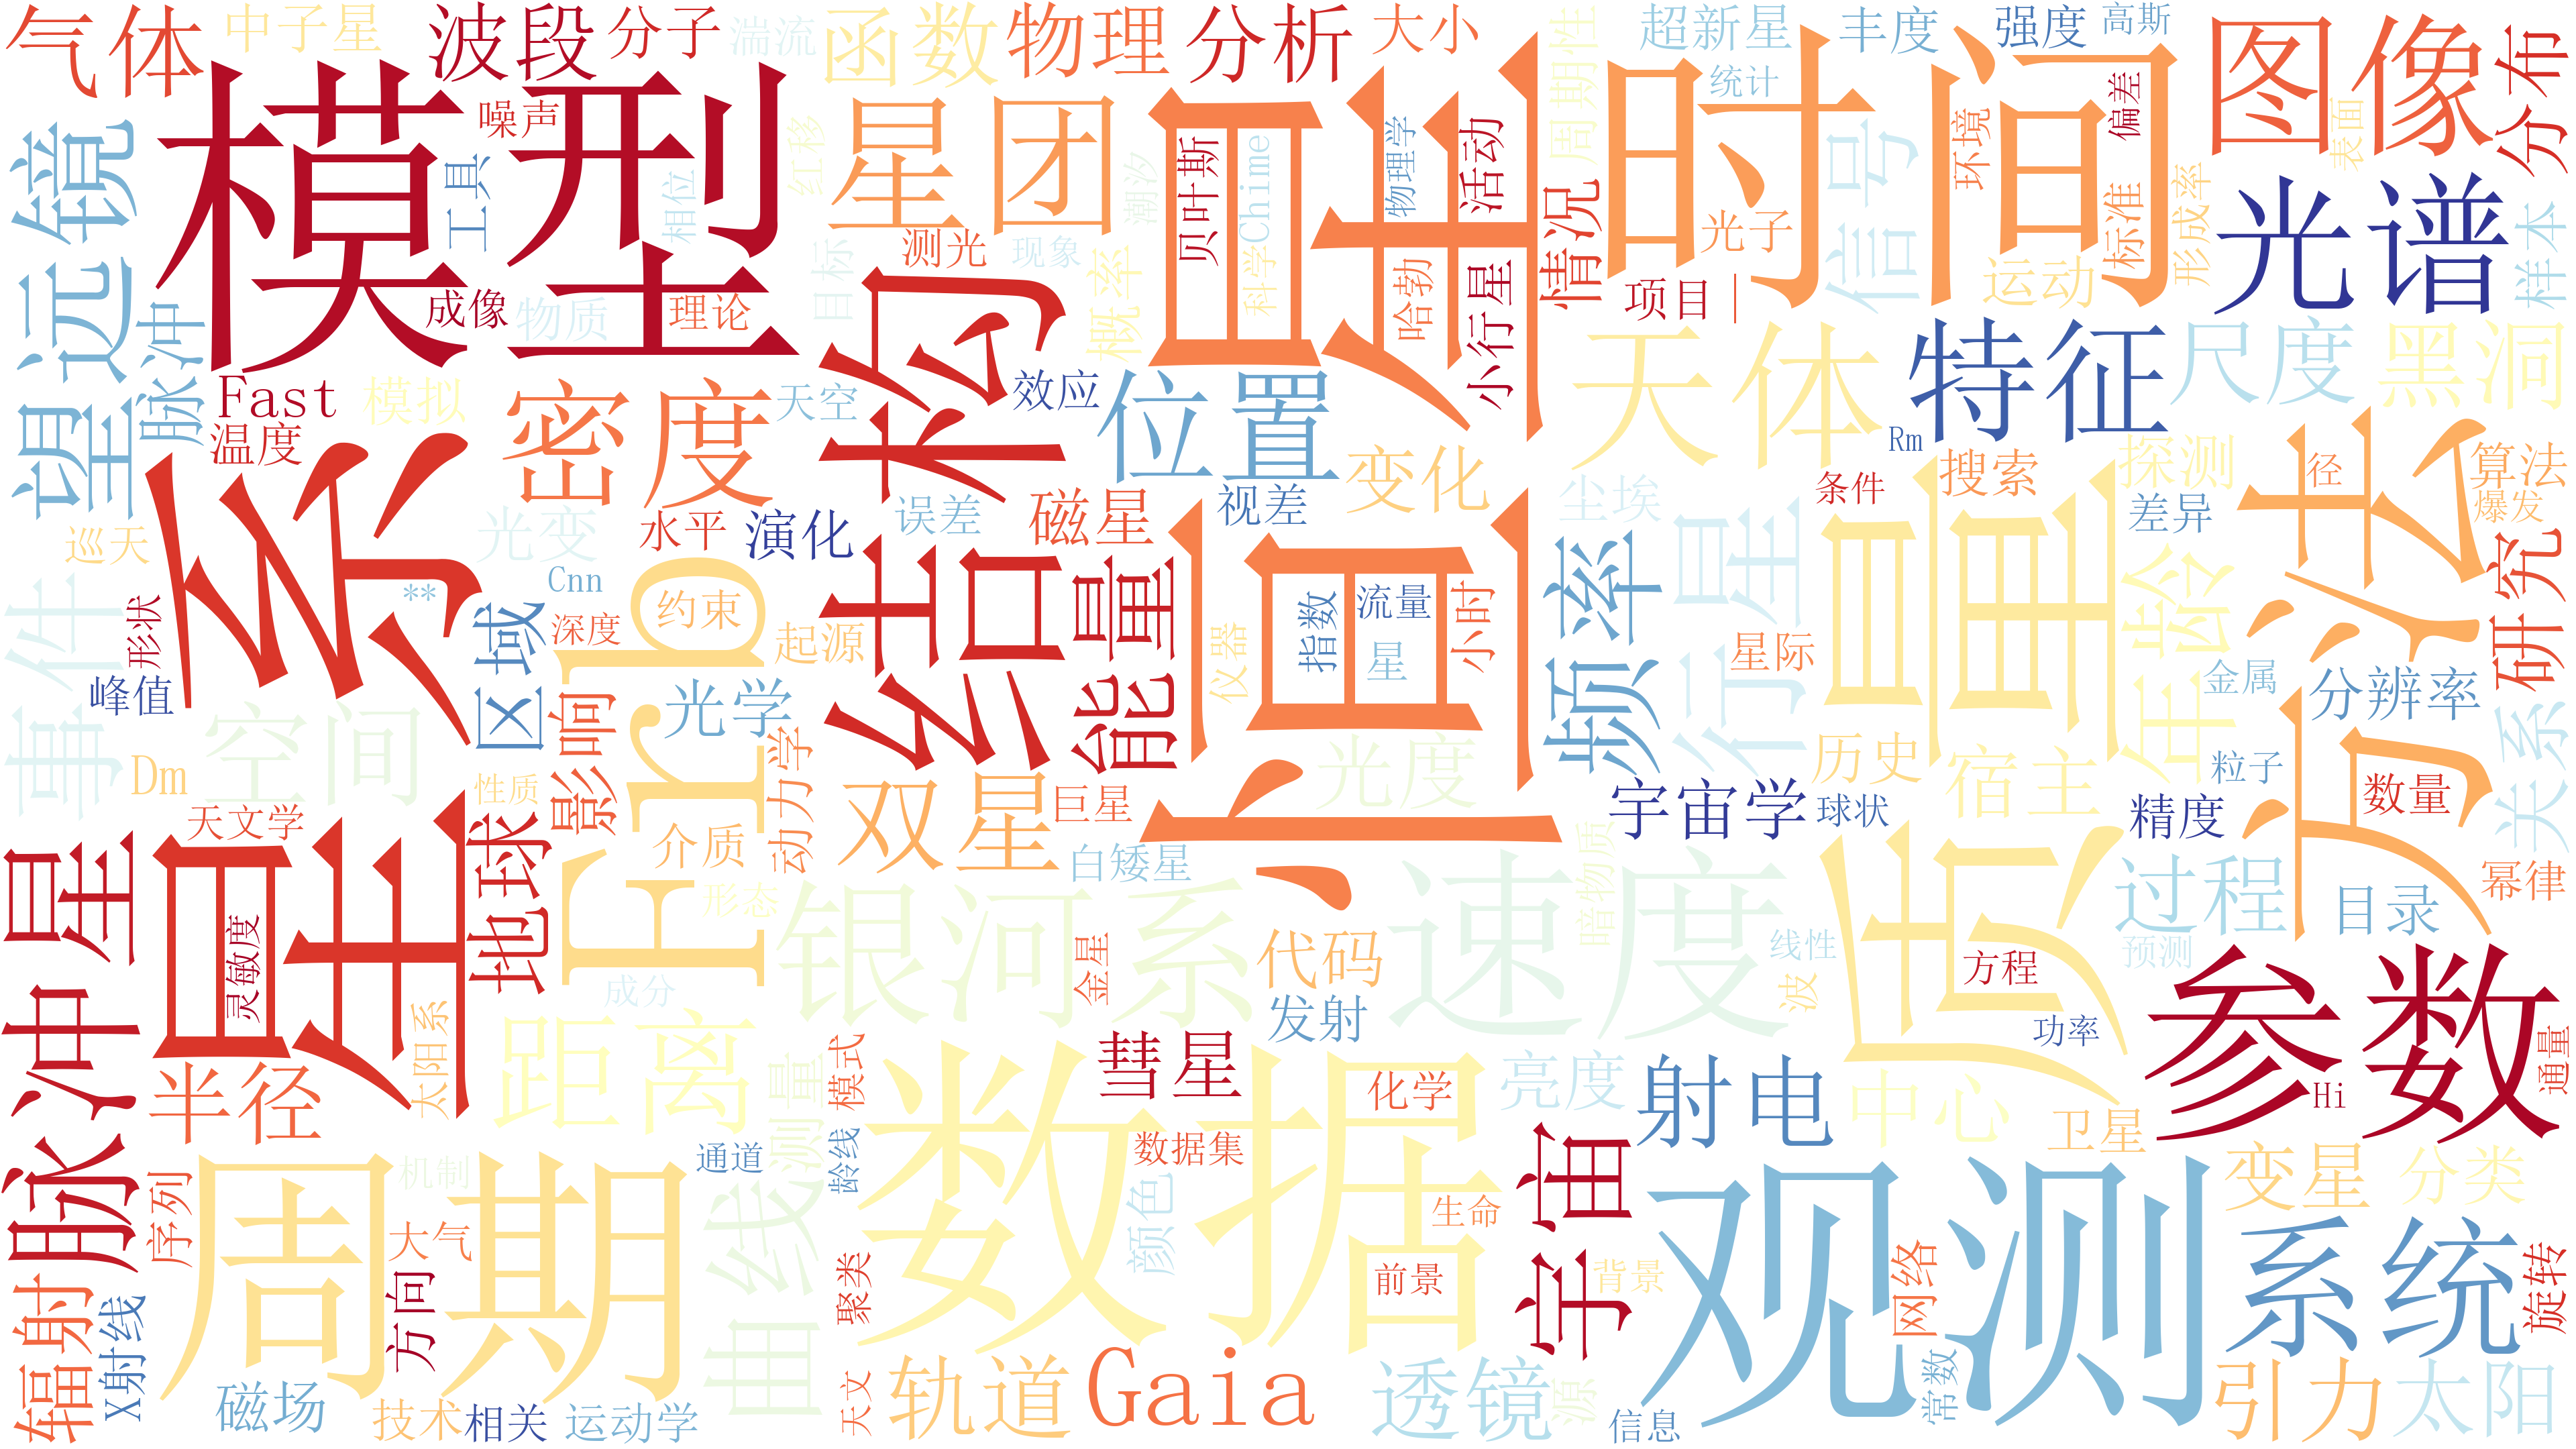 气体
中子星
波段
分子
湍流
函数
物理
分析
大小
恒星
时间
周期性
超新星
丰度
强度
高斯
统计
图像
分布
表面
偏差
环境
望远镜
模型
噪声
工具
相位
红移
星团
潮汐
贝叶斯
Chime
物理学
活动
信号
光子
情况
标准
形成率
光谱
样本
测光
现象
目标
科学
哈勃
小行星
项目 |
运动
脉冲
成像
物质
理论
概率
结构
Fast
模拟
温度
星系
密度
天空
效应
位置
变化
天体
特征
尺度
黑洞
Rm
条件
搜索
探测
径
算法
爆发
巡天
光变
水平
演化
误差
磁星
视差
尘埃
质量
差异
方法
研究
事件
形状
**
区域
Cnn
深度
Frb
约束
起源
能量
仪器
指数
流量
星
小时
频率
行星
星际
年龄
金属
分辨率
关系
峰值
空间
影响
光学
动力学
光度
历史
宿主
粒子
Dm
性质
天文学
地球
介质
双星
巨星
宇宙学
球状
精度
数量
脉冲星
灵敏度
形态
白矮星
暗物质
过程
目录
幂律
成分
银河系
金星
代码
速度
线性
波
方程
预测
参数
太阳系
距离
测量
模式
发射
功率
Hi
通量
半径
彗星
化学
亮度
射电
中心
卫星
周期
机制
通道
龄线
数据
数据集
宇宙
观测
变星
分类
序列
大气
曲线
颜色
生命
系统
旋转
辐射
X射线
方向
聚类
前景
背景
网络
磁场
技术
相关
运动学
天文
轨道
Gaia
透镜
源
信息
常数
引力
太阳